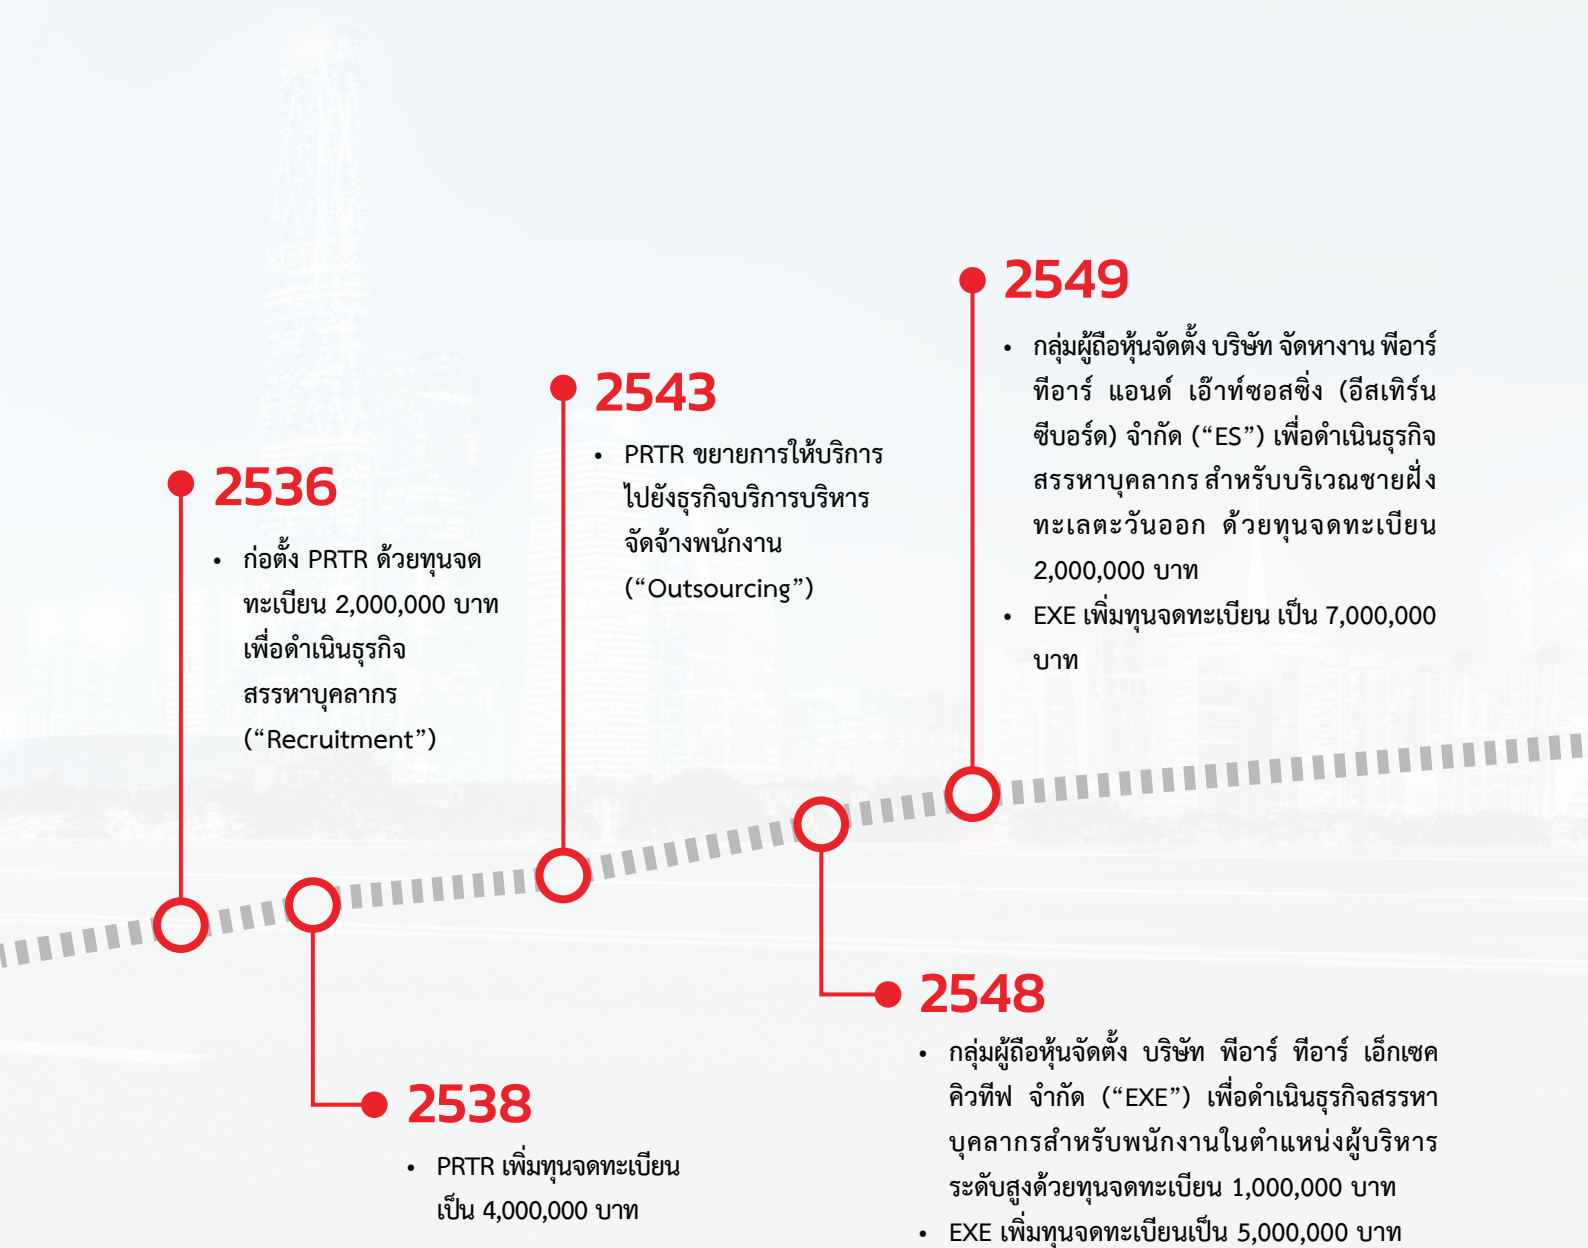 2536
• ก่อตั้ง PRTR ด้วยทุนจด
ทะเบียน 2,000,000 บาท
เพื่อดำเนินธุรกิจ
สรรหาบุคลากร
(“Recruitment”)
2538
• PRTR เพิ่มทุนจดทะเบียน
เป็น 4,000,000 บาท
2543
• PRTR ขยายการให้บริการ
ไปยังธุรกิจบริการบริหาร
จัดจ้างพนักงาน
(“Outsourcing”)
2548
• กลุ่มผู้ถือหุ้นจัดตั้ง บริษัท พีอาร์ ทีอาร์ เอ็กเซค
คิวทีฟ จำกัด (“EXE”) เพื่อดำเนินธุรกิจสรรหา
บุคลากรสำหรับพนักงานในตำแหน่งผู้บริหาร
ระดับสูงด้วยทุนจดทะเบียน 1,000,000 บาท
• EXE เพิ่มทุนจดทะเบียนเป็น 5,000,000 บาท
2549
• กลุ่มผู้ถือหุ้นจัดตั้ง บริษัท จัดหางาน พีอาร์
ทีอาร์ แอนด์ เอ๊าท์ซอสซิ่ง (อีสเทิร์น
ซีบอร์ด) จำกัด (“ES”) เพื่อดำเนินธุรกิจ
สรรหาบุคลากร สำหรับบริเวณชายฝั่ง
ทะเลตะวันออก ด้วยทุนจดทะเบียน
2,000,000 บาท
• EXE เพิ่มทุนจดทะเบียน เป็น 7,000,000
บาท